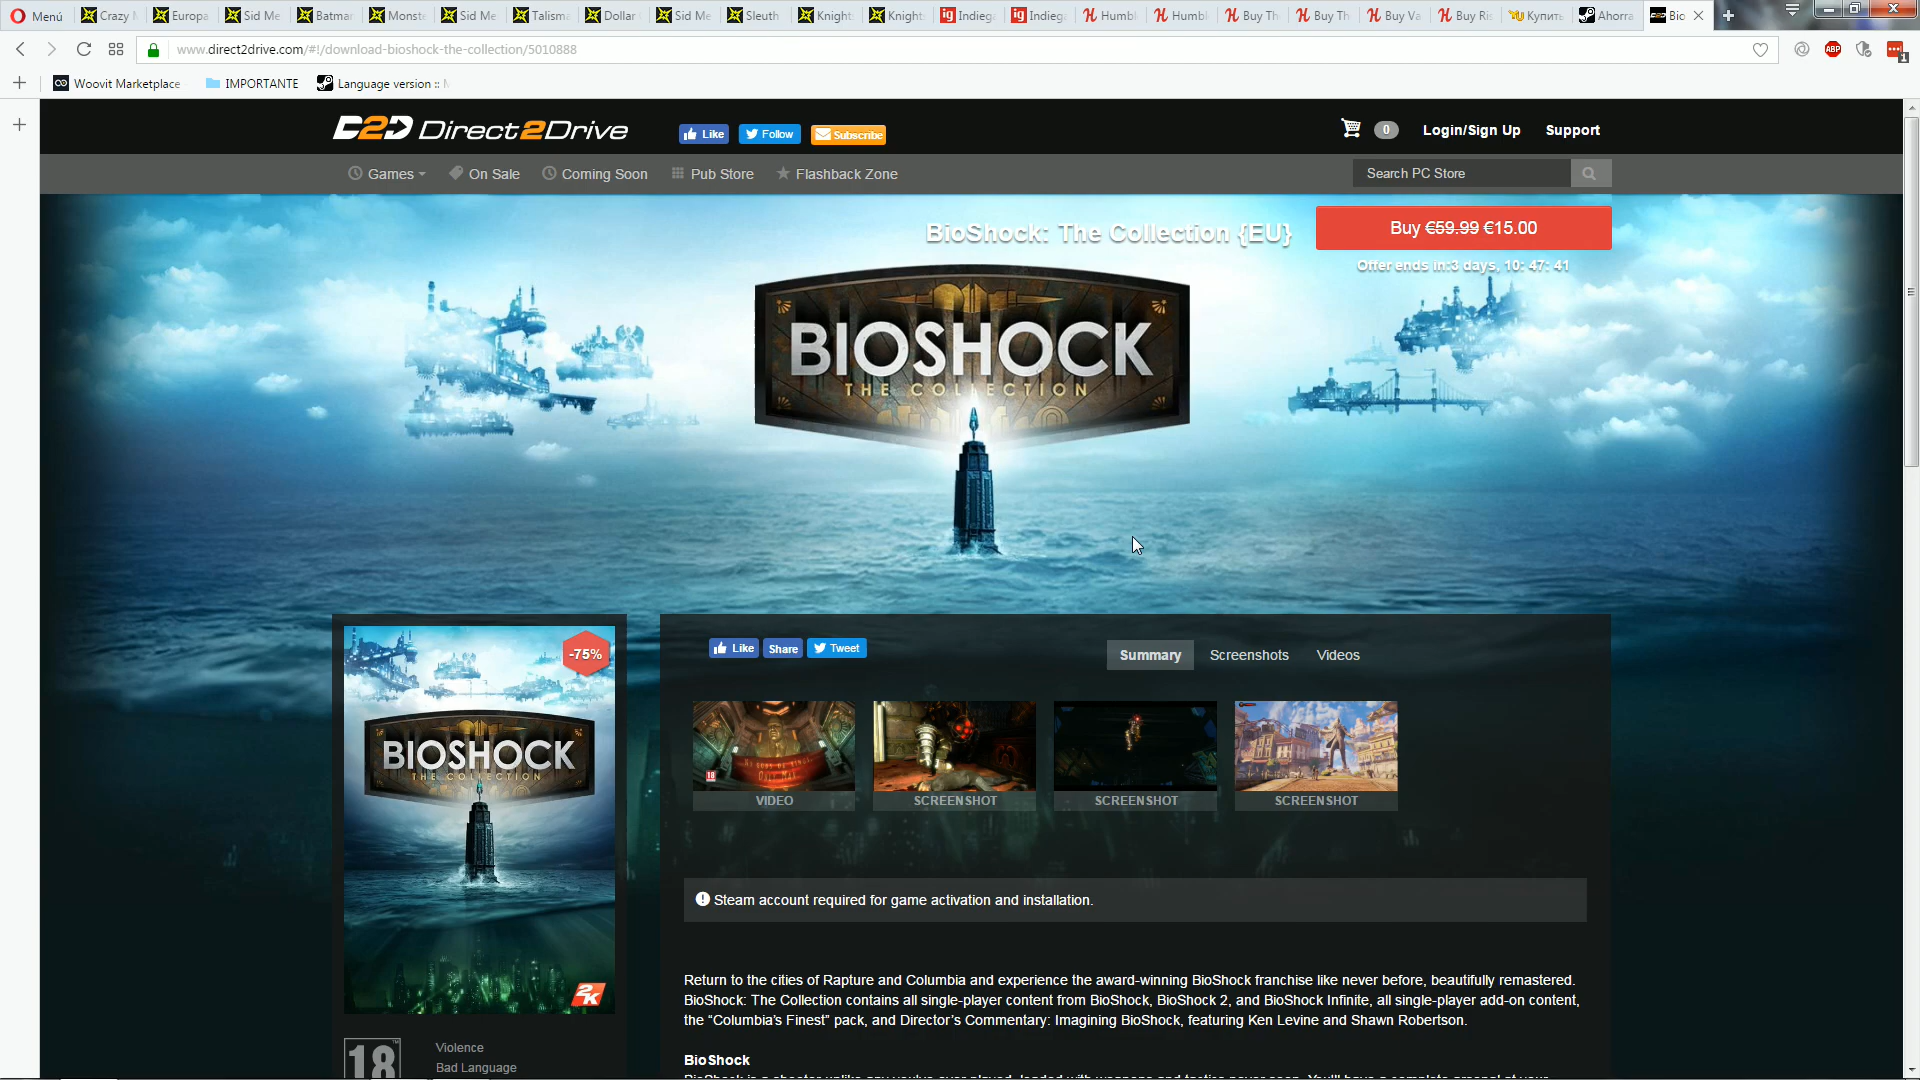 Menú
Crazy
Europa
Sid Me
Batman
Monste
Sid Me
Talisma
Dollar
Sid Me
Sleuth
Knight
Knight
Indiega
Indiega
Humbl
Humbl
Buy Th
Buy Th
Buy Va
Buy Ris
Купить
Ahorra
Bio
www.direct2drive.com/#!/download-bioshock-the-collection/5010888
ABP
1
Woovit Marketplace
IMPORTANTE
Language version ::
D2D Direct2Drive
Like
Follow
Subscribe
0
Login/Sign Up
Support
Games
On Sale
Coming Soon
Pub Store
Flashback Zone
Search PC Store
BioShock: The Collection {EU}
Buy €59.99 €15.00
Offer ends in:3 days, 10: 47: 41
BIOSHOCK
THE COLLECTION
-75%
BIOSHOCK
THE COLLECTION
2K
Like
Share
Tweet
Summary
Screenshots
Videos
18
VIDEO
SCREENSHOT
SCREENSHOT
SCREENSHOT
Steam account required for game activation and installation.
Return to the cities of Rapture and Columbia and experience the award-winning BioShock franchise like never before, beautifully remastered.
BioShock: The Collection contains all single-player content from BioShock, BioShock 2, and BioShock Infinite, all single-player add-on content,
the “Columbia's Finest” pack, and Director's Commentary: Imagining BioShock, featuring Ken Levine and Shawn Robertson.
BioShock
18
Violence
Bad Language